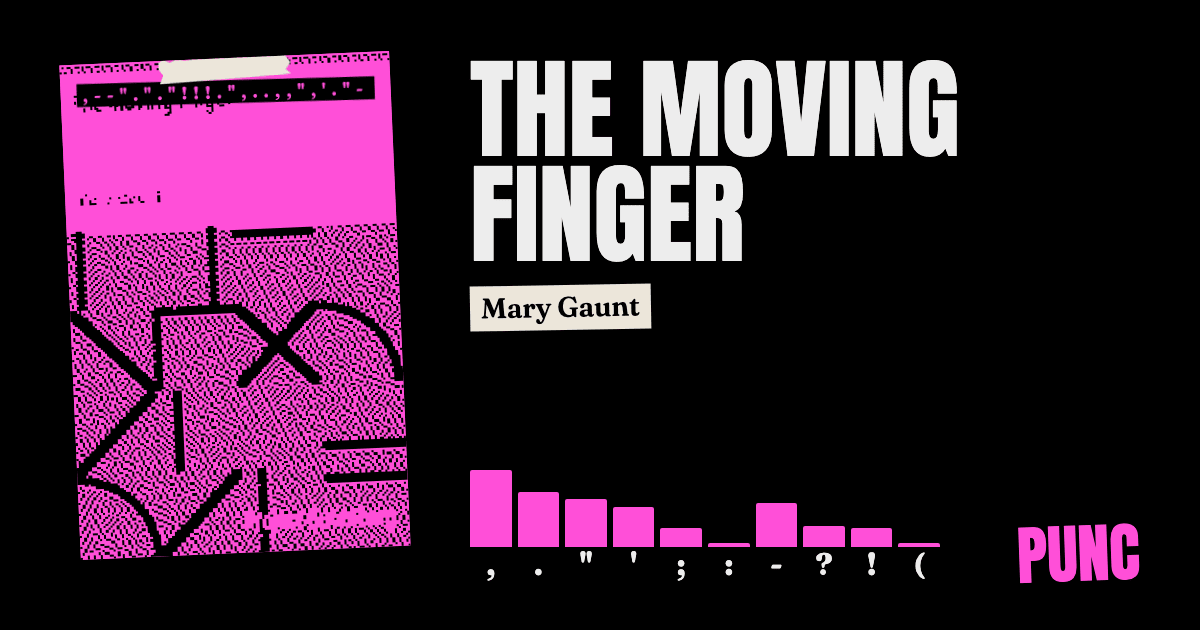 ,--"."."!!!.",..,,",'."-
THE MOVING
FINGER
Mary Gaunt
, . " ' ; : - ? ! (
PUNC